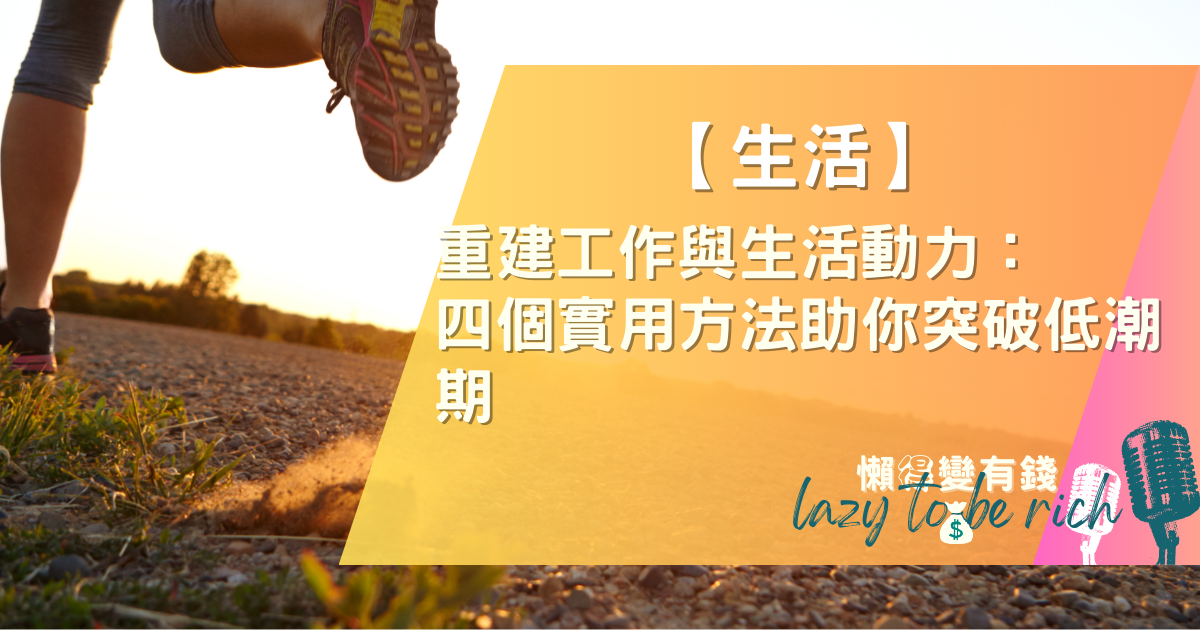 【生活】
重建工作與生活動力：
四個實用方法助你突破低潮
期
懶得變有錢
lazy to be rich
$